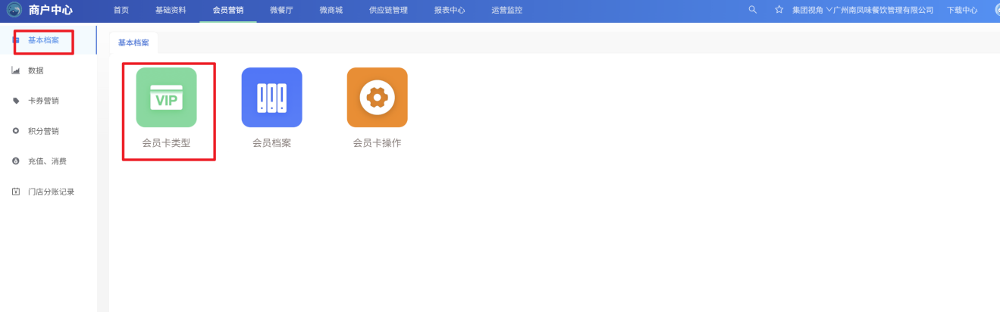 商户中心 首页 基础资料 会员营销 微餐厅 微商城 供应链管理 报表中心 运营监控 集团视角 广州南凤味餐饮管理有限公司 下载中心
基本档案
数据
卡券营销
积分营销
充值、消费
门店分账记录
基本档案
VIP
会员卡类型 会员档案 会员卡操作